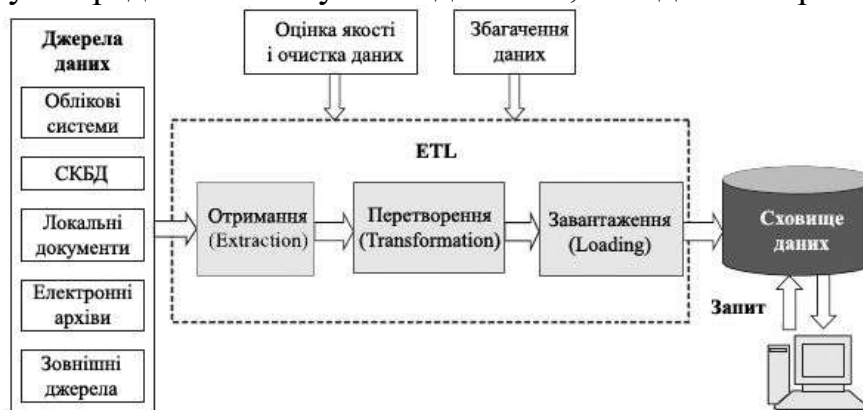 Джерела
даних
Облікові
системи
СКБД
Локальні
документи
Електронні
архіви
Зовнішні
джерела
Оцінка якості
і очистка даних
Збагачення
даних
ETL
Отримання
(Extraction)
Перетворення
(Transformation)
Завантаження
(Loading)
Сховище
даних
Запит